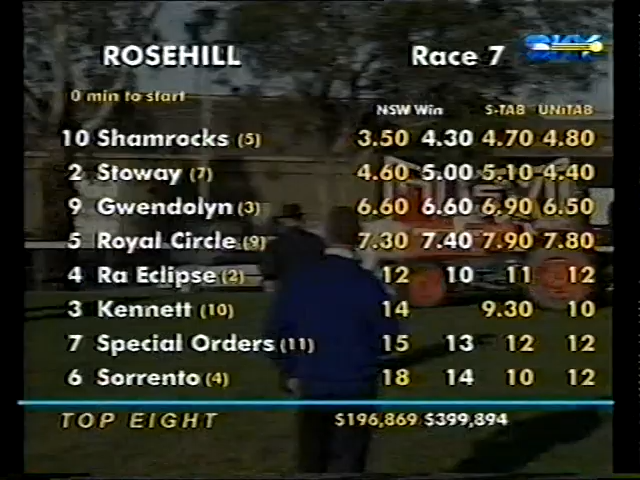 ROSEHILL Race 7 SKY
0 min to start
NSW Win S-TAB UNiTAB
10 Shamrocks (5) 3.50 4.30 4.70 4.80
2 Stoway (7) 4.60 5.00 5.10 4.40
9 Gwendolyn (3) 6.60 6.60 6.90 6.50
5 Royal Circle (9) 7.30 7.40 7.90 7.80
4 Ra Eclipse (2) 12 10 11 12
3 Kennett (10) 14 9.30 10
7 Special Orders (11) 15 13 12 12
6 Sorrento (4) 18 14 10 12
TOP EIGHT $196,869 $399,894